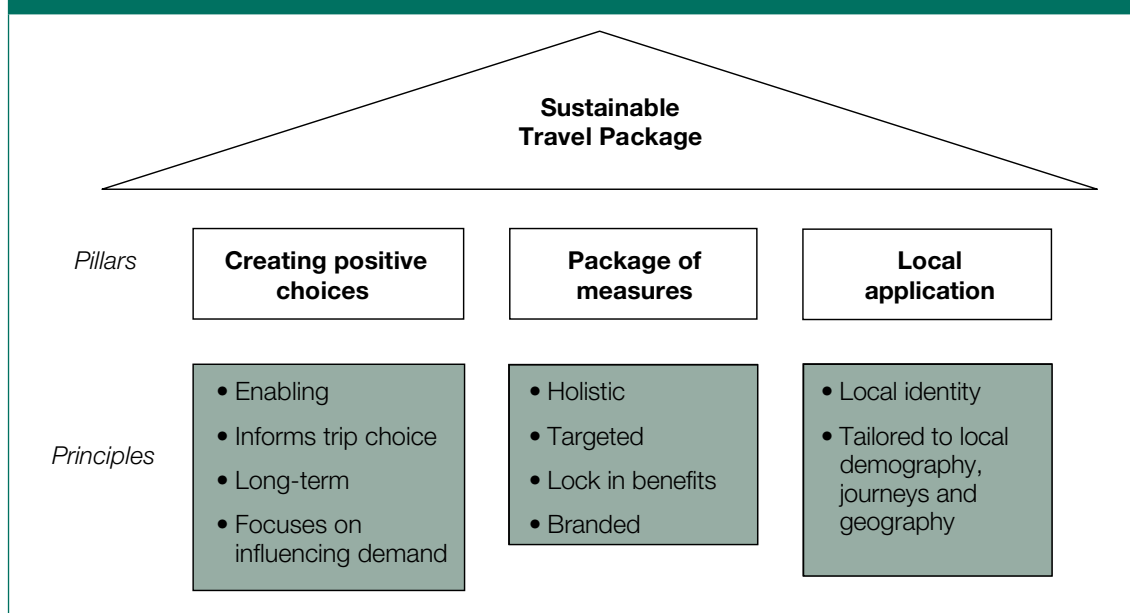 Sustainable
Travel Package
Pillars
Creating positive
choices
Package of
measures
Local
application
Principles
• Enabling
• Informs trip choice
• Long-term
• Focuses on
influencing demand
• Holistic
• Targeted
• Lock in benefits
• Branded
• Local identity
• Tailored to local
demography,
journeys and
geography